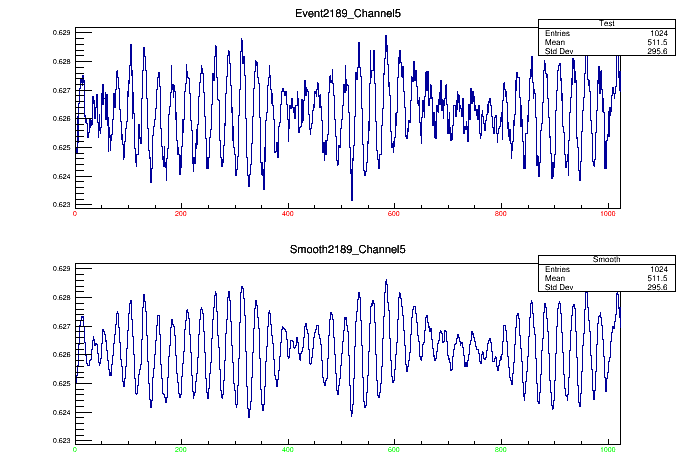 Event2189_Channel5
Test
Entries 1024
Mean 511.5
Std Dev 295.6
0.629
0.628
0.627
0.626
0.625
0.624
0.623
0 200 400 600 800 1000
Smooth2189_Channel5
Smooth
Entries 1024
Mean 511.5
Std Dev 295.6
0.629
0.628
0.627
0.626
0.625
0.624
0.623
0 200 400 600 800 1000